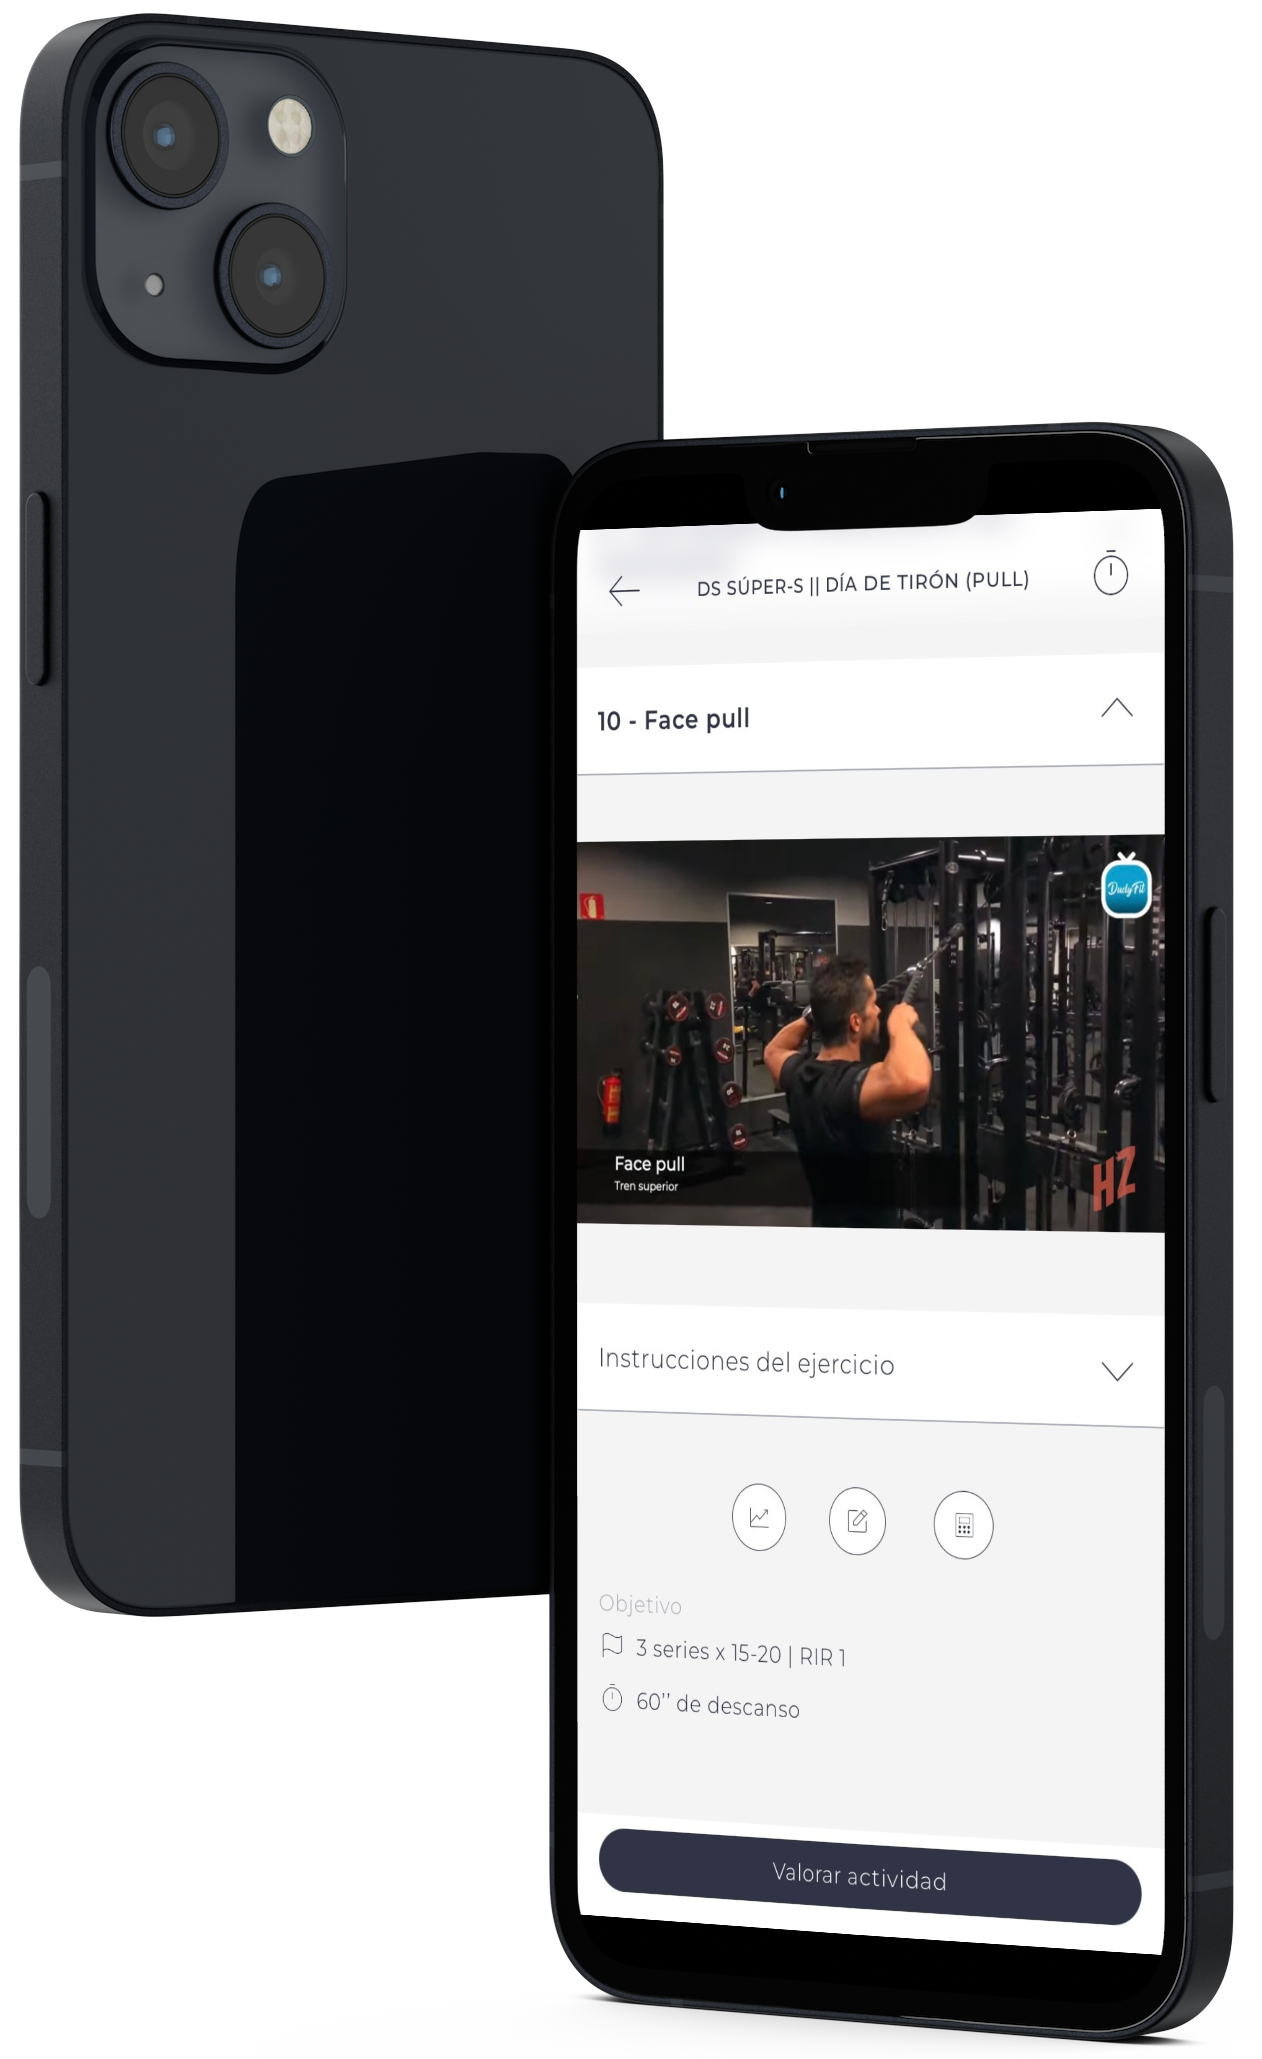 DS SÚPER-S || DÍA DE TIRÓN (PULL)
10 - Face pull
DudyFit
Face pull
Tren superior
HZ
Instrucciones del ejercicio
Objetivo
3 series x 15-20 | RIR 1
60’’ de descanso
Valorar actividad